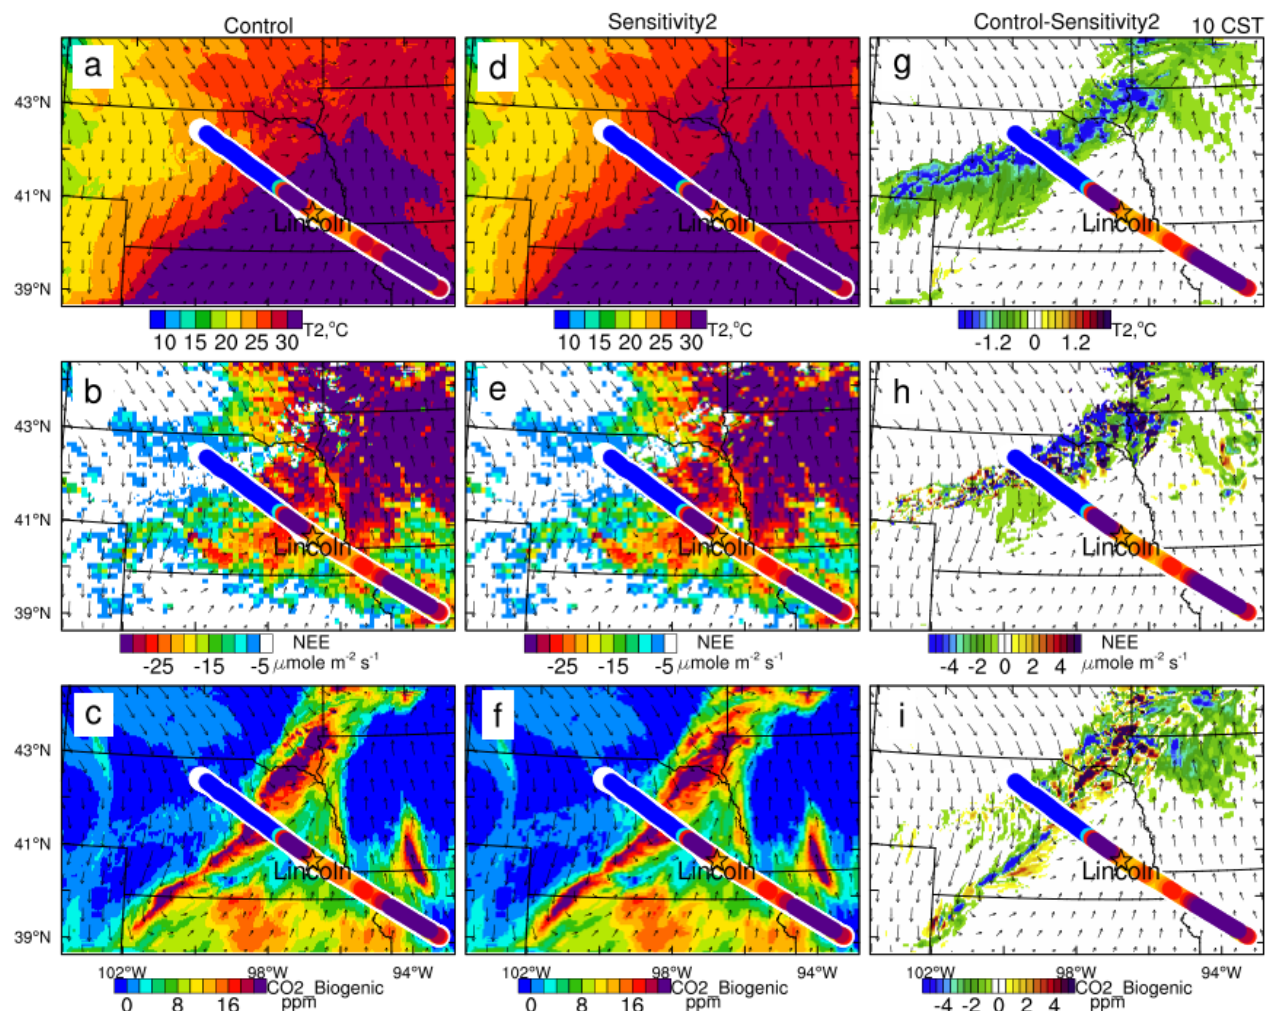 Control
Sensitivity2
Control-Sensitivity2 10 CST
a
d
g
43°N
41°N
39°N
Lincoln
Lincoln
Lincoln
10 15 20 25 30 T2,°C
10 15 20 25 30 T2,°C
-1.2 0 1.2 T2,°C
b
e
h
43°N
41°N
39°N
Lincoln
Lincoln
Lincoln
-25 -15 -5 NEE μmole m⁻² s⁻¹
-25 -15 -5 NEE μmole m⁻² s⁻¹
-4 -2 0 2 4 NEE μmole m⁻² s⁻¹
c
f
i
43°N
41°N
39°N
Lincoln
Lincoln
Lincoln
102°W 98°W 94°W
102°W 98°W 94°W
102°W 98°W 94°W
0 8 16 CO2_Biogenic ppm
0 8 16 CO2_Biogenic ppm
-4 -2 0 2 4 CO2_Biogenic ppm